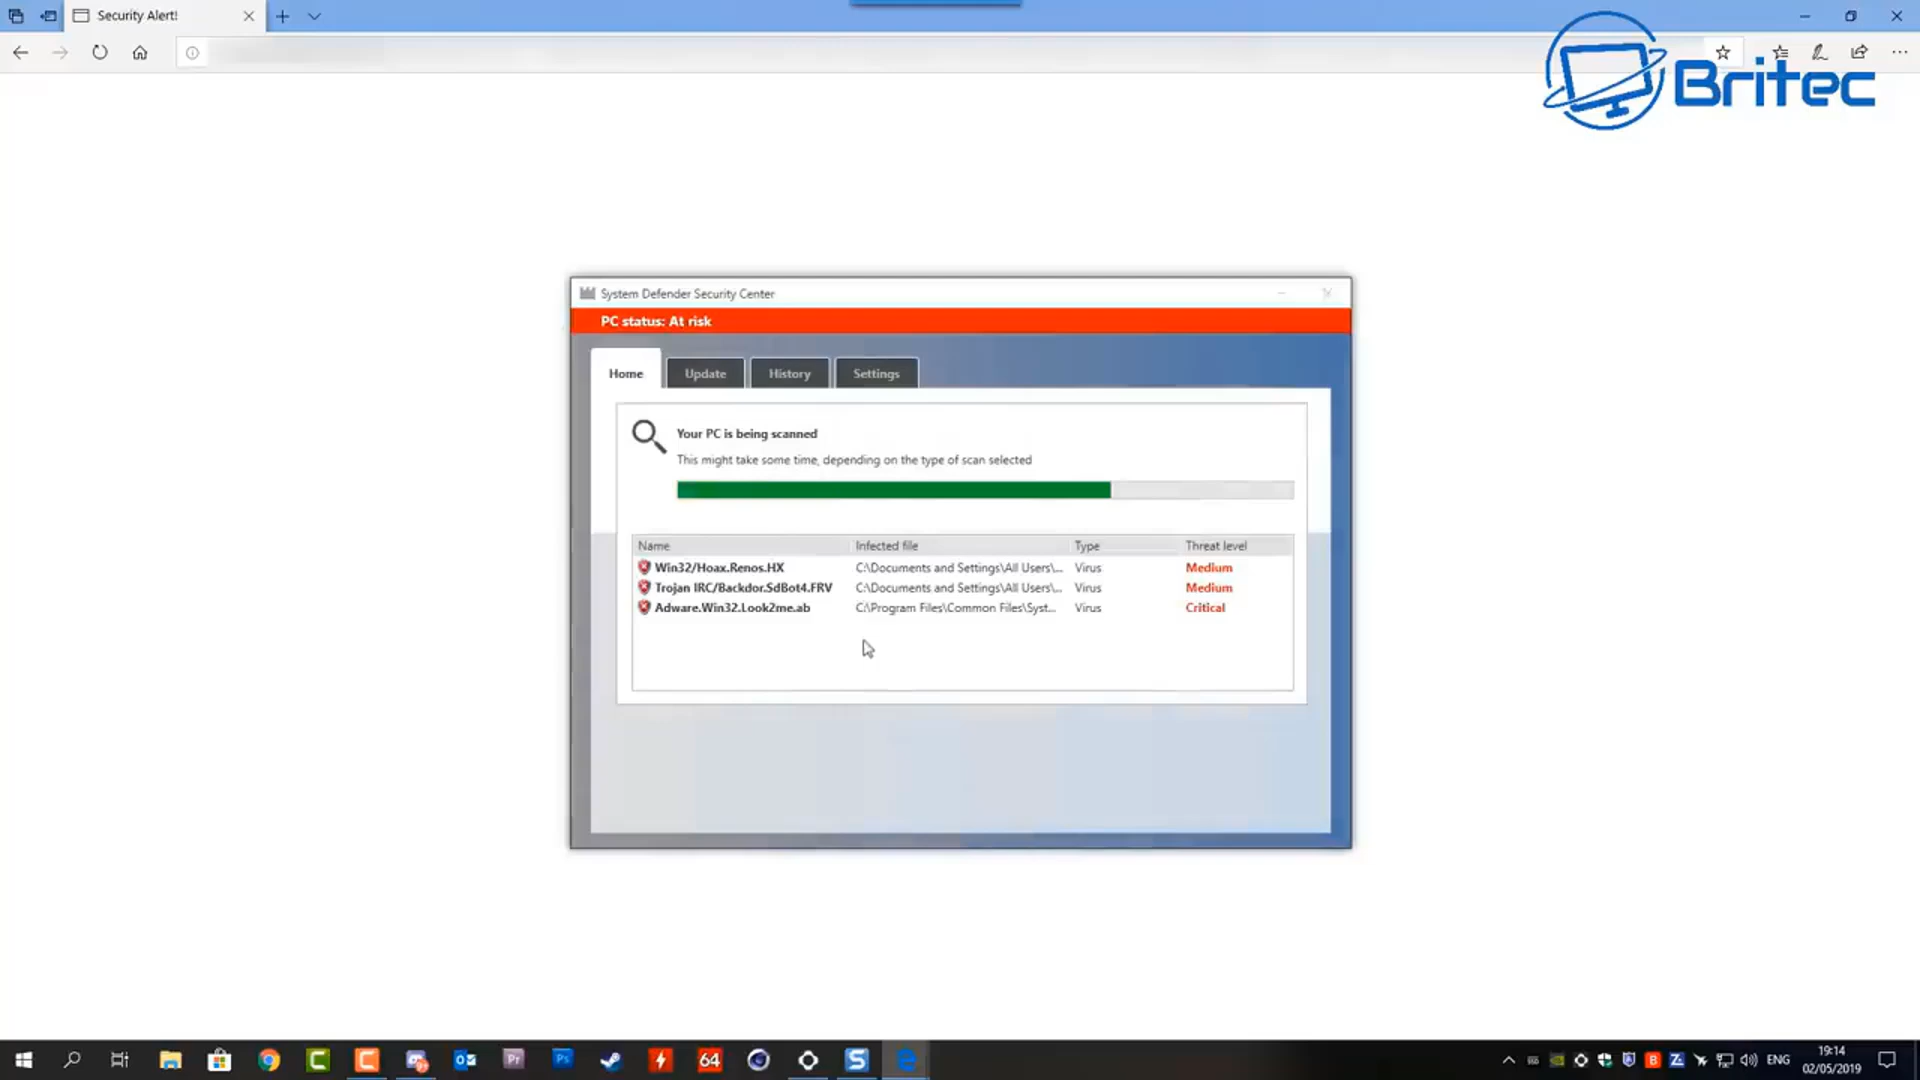 Security Alert!
Britec
System Defender Security Center
PC status: At risk
Home
Update
History
Settings
Your PC is being scanned
This might take some time, depending on the type of scan selected
Name Infected file Type Threat level
Win32/Hoax.Renos.HX C:\Documents and Settings\All Users\... Virus Medium
Trojan IRC/Backdor.SdBot4.FRV C:\Documents and Settings\All Users\... Virus Medium
Adware.Win32.Look2me.ab C:\Program Files\Common Files\Syst... Virus Critical
Pr
Ps
64
S
B
Z
ENG
19:14
02/05/2019